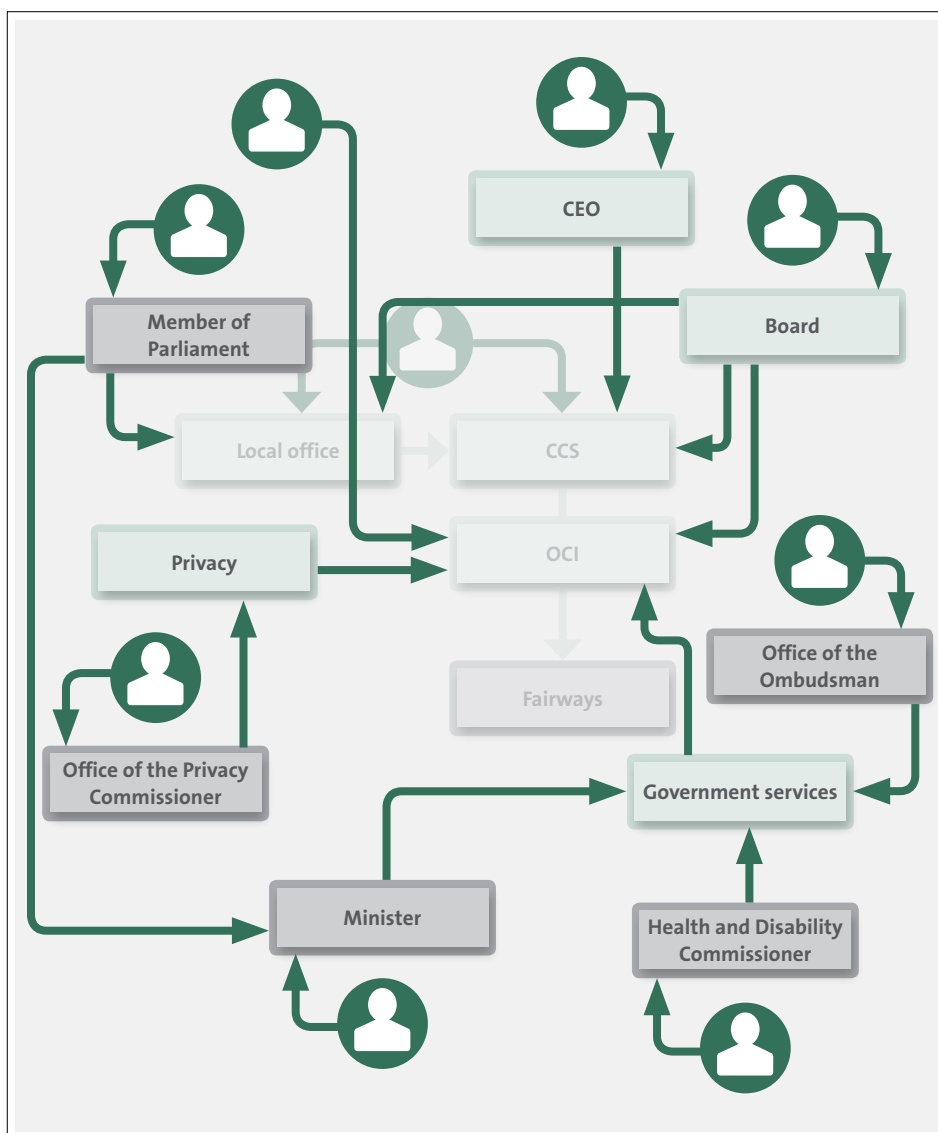 CEO
Board
Member of
Parliament
Local office
CCS
OCI
Privacy
Office of the
Ombudsman
Fairways
Office of the Privacy
Commissioner
Government services
Minister
Health and Disability
Commissioner